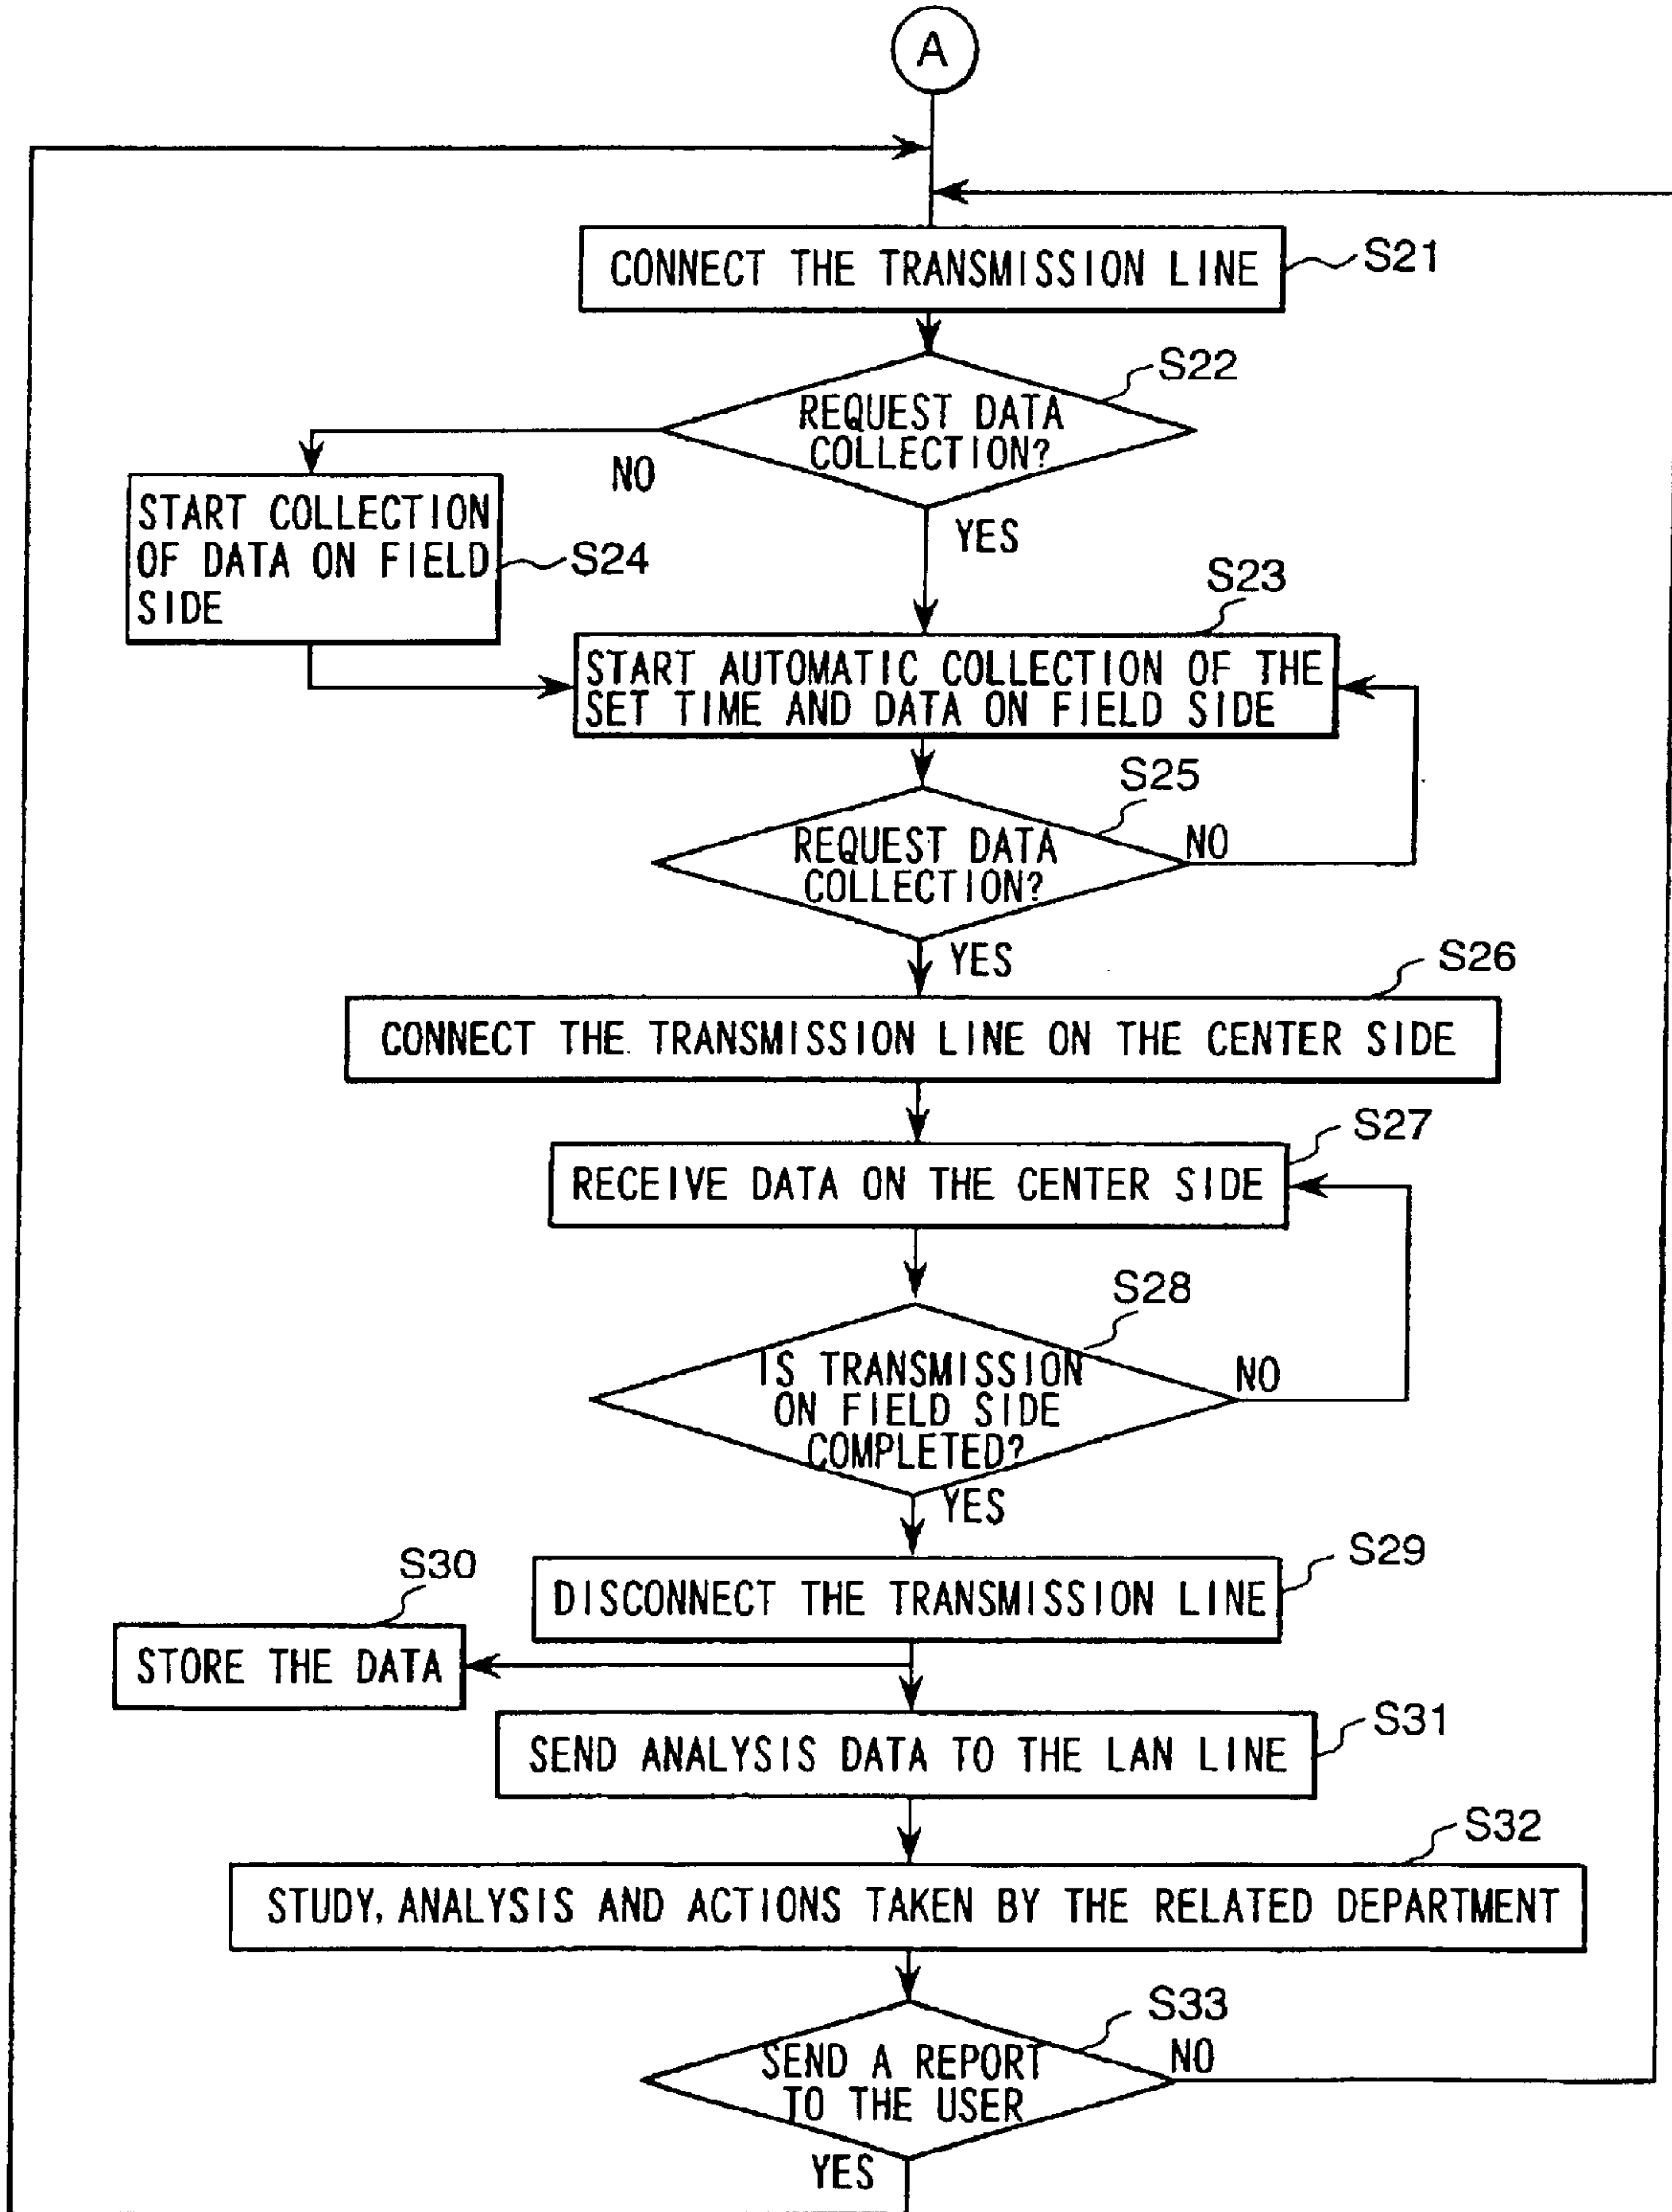 A
CONNECT THE TRANSMISSION LINE
S21
S22
REQUEST DATA
COLLECTION?
NO
YES
START COLLECTION
OF DATA ON FIELD
SIDE
S24
S23
START AUTOMATIC COLLECTION OF THE
SET TIME AND DATA ON FIELD SIDE
S25
REQUEST DATA
COLLECTION?
NO
YES
S26
CONNECT THE TRANSMISSION LINE ON THE CENTER SIDE
S27
RECEIVE DATA ON THE CENTER SIDE
S28
IS TRANSMISSION
ON FIELD SIDE
COMPLETED?
NO
YES
S29
DISCONNECT THE TRANSMISSION LINE
S30
STORE THE DATA
S31
SEND ANALYSIS DATA TO THE LAN LINE
S32
STUDY, ANALYSIS AND ACTIONS TAKEN BY THE RELATED DEPARTMENT
S33
SEND A REPORT
TO THE USER
NO
YES